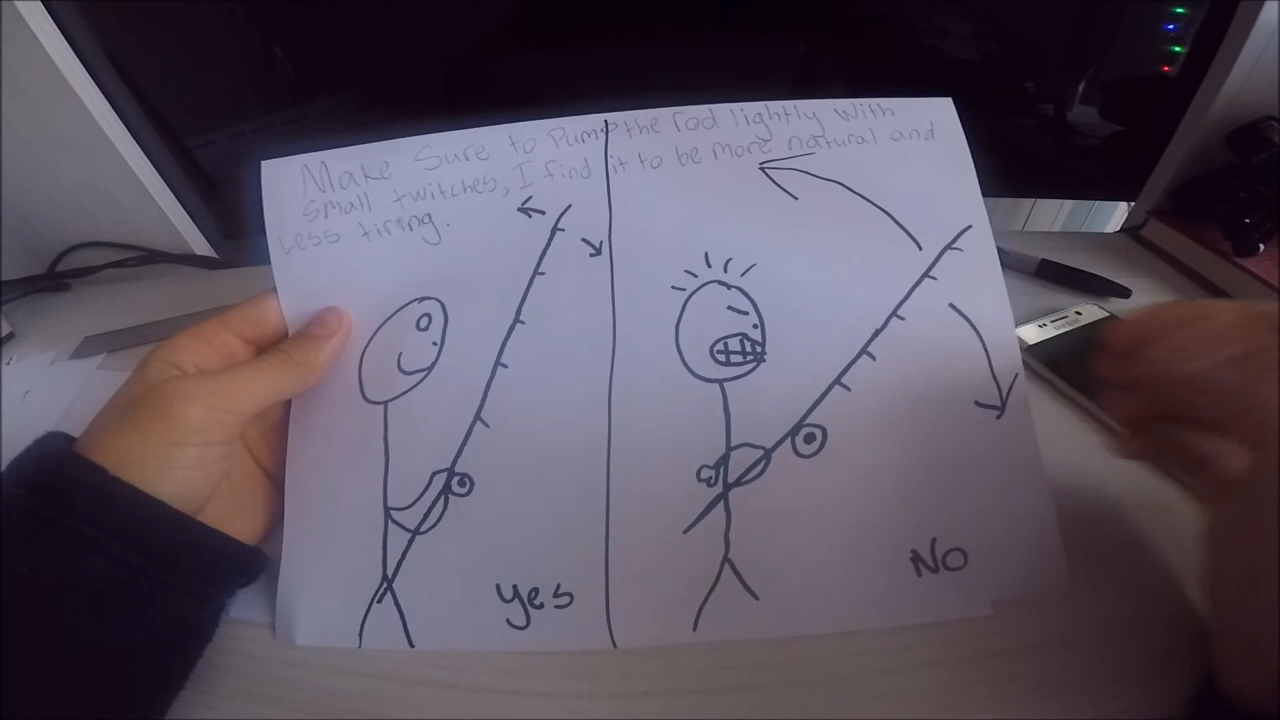 Make Sure to Pump the rod lightly with
small twitches, I find it to be more natural and
Less tiring.
yes
No
SAMSUNG